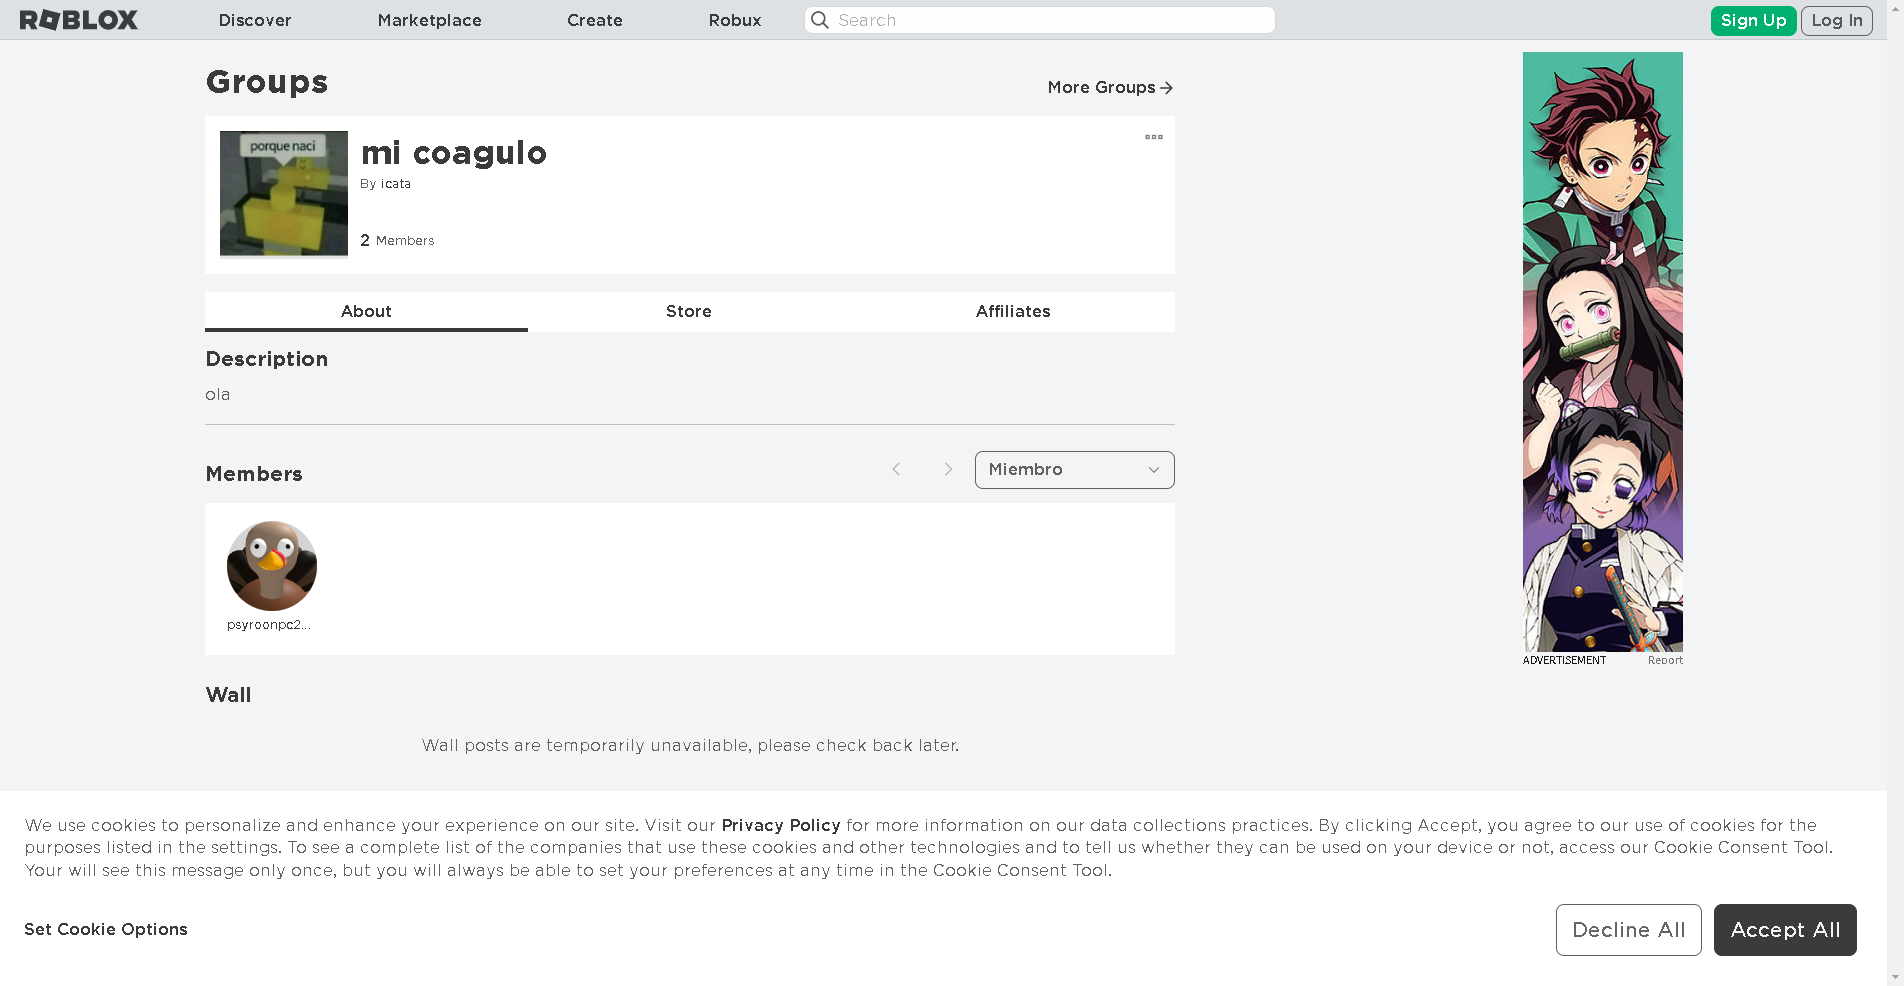 ROBLOX
Discover
Marketplace
Create
Robux
Search
Sign Up
Log In
Groups
More Groups
porque naci
mi coagulo
By icata
2 Members
About
Store
Affiliates
Description
ola
Members
Miembro
psyroonpc2...
ADVERTISEMENT
Report
Wall
Wall posts are temporarily unavailable, please check back later.
We use cookies to personalize and enhance your experience on our site. Visit our Privacy Policy for more information on our data collections practices. By clicking Accept, you agree to our use of cookies for the
purposes listed in the settings. To see a complete list of the companies that use these cookies and other technologies and to tell us whether they can be used on your device or not, access our Cookie Consent Tool.
Your will see this message only once, but you will always be able to set your preferences at any time in the Cookie Consent Tool.
Set Cookie Options
Decline All
Accept All